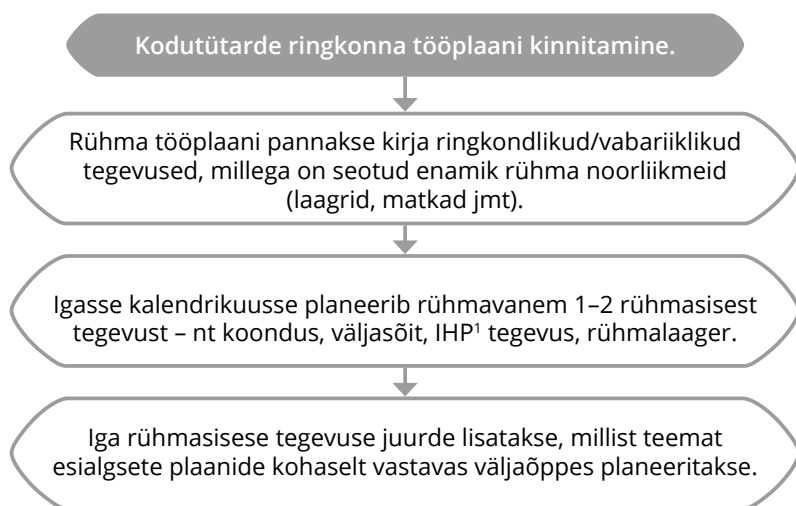 Kodutütarde ringkonna tööplaani kinnitamine.
Rühma tööplaani pannakse kirja ringkondlikud/vabariiklikud
tegevused, millega on seotud enamik rühma noorliikmeid
(laagrid, matkad jmt).
Igasse kalendrikuusse planeerib rühmavanem 1–2 rühmasisest
tegevust – nt koondus, väljasõit, IHP¹ tegevus, rühmalaager.
Iga rühmasisese tegevuse juurde lisatakse, millist teemat
esialgsete plaanide kohaselt vastavas väljaõppes planeeritakse.